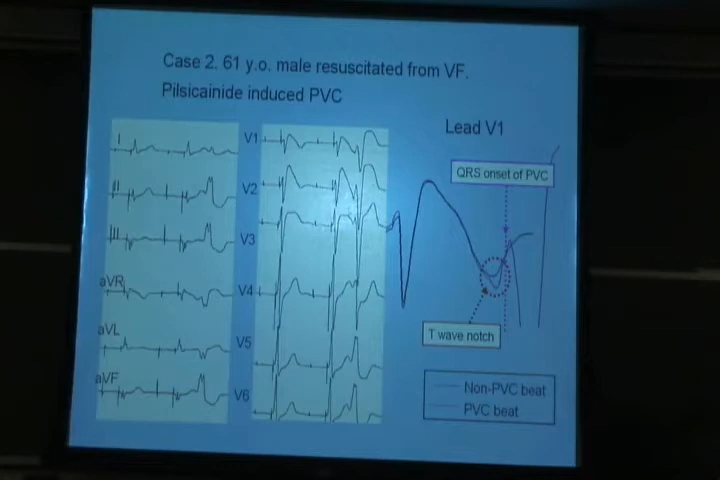 Case 2. 61 y.o. male resuscitated from VF.
Pilsicainide induced PVC
Lead V1
QRS onset of PVC
T wave notch
Non-PVC beat
PVC beat
I
II
III
aVR
aVL
aVF
V1
V2
V3
V4
V5
V6